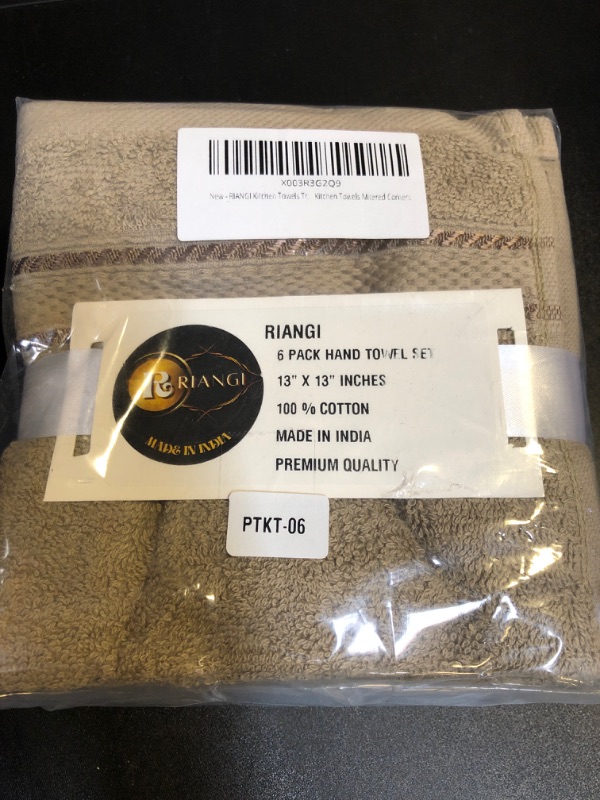 X003R3G2Q9
New - RIANGI Kitchen Towels Th... Kitchen Towels Mitered Corners
RIANGI
6 PACK HAND TOWEL SET
13" X 13" INCHES
100 % COTTON
MADE IN INDIA
PREMIUM QUALITY
R RIANGI
MADE IN INDIA
PTKT-06